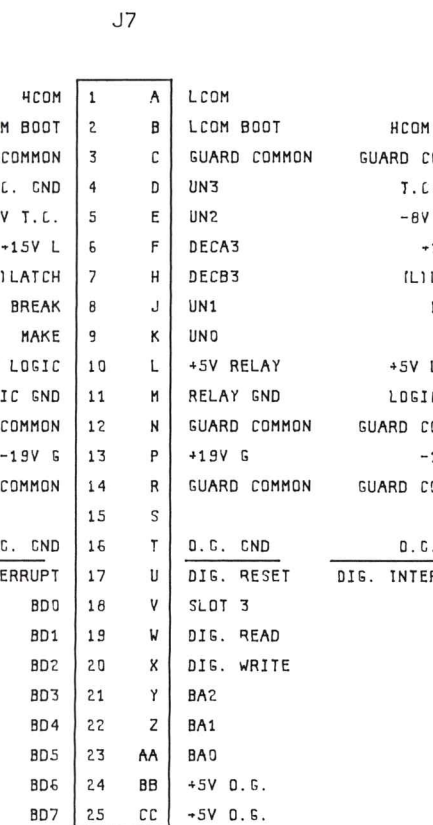 J7
HCOM 1 A LCOM
M BOOT 2 B LCOM BOOT HCOM
COMMON 3 C GUARD COMMON GUARD CO
C. GND 4 D UN3 T.C
V T.C. 5 E UN2 -8V
+15V L 6 F DECA3
LATCH 7 H DECB3 (L)
BREAK 8 J UN1
MAKE 9 K UN0
LOGIC 10 L +5V RELAY +5V L
IC GND 11 M RELAY GND LOGI
COMMON 12 N GUARD COMMON GUARD CO
-19V G 13 P +19V G
COMMON 14 R GUARD COMMON GUARD CO
15 S
G. GND 16 T O.G. GND O.G.
ERRUPT 17 U DIG. RESET DIG. INTER
BD0 18 V SLOT 3
BD1 19 W DIG. READ
BD2 20 X DIG. WRITE
BD3 21 Y BA2
BD4 22 Z BA1
BD5 23 AA BA0
BD6 24 BB +5V O.G.
BD7 25 CC +5V O.G.